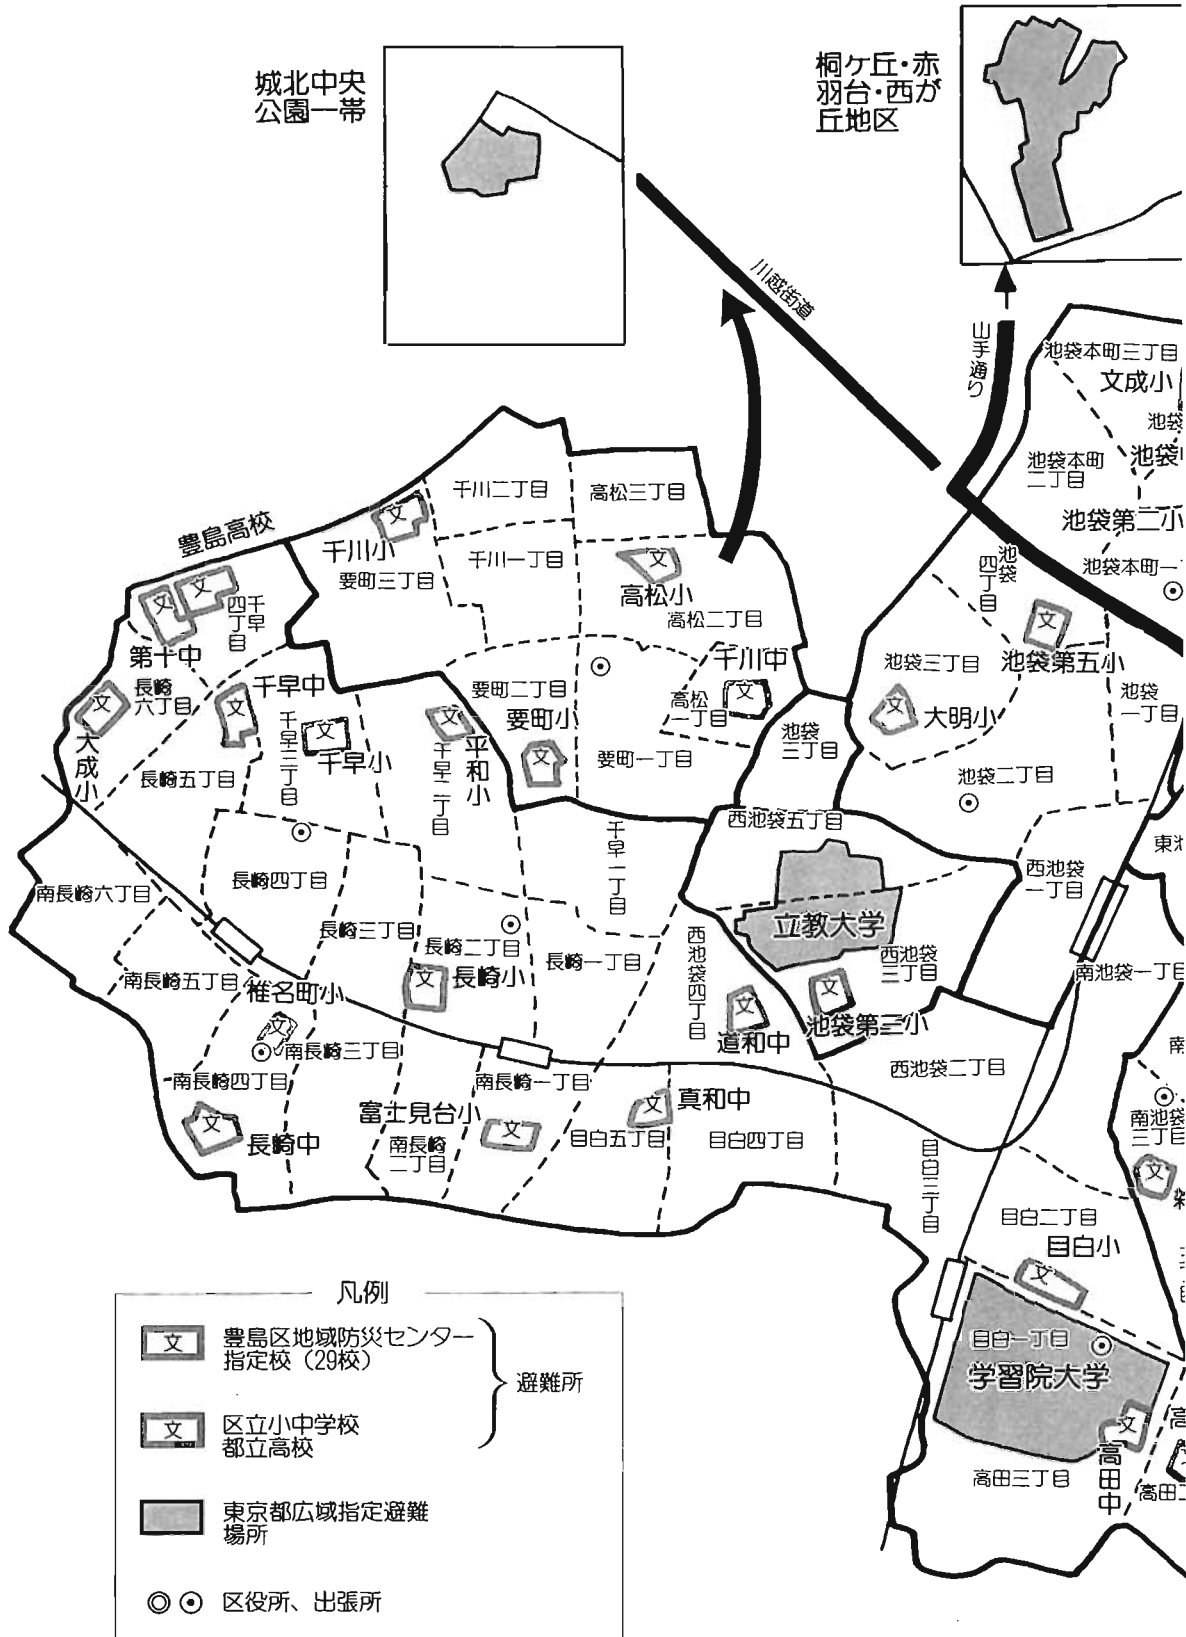 城北中央
公園一帯
桐ケ丘・赤
羽台・西が
丘地区
川越街道
山手通り
池袋本町三丁目
文成小
池袋本町
二丁目
池袋第二小
池袋本町一
豊島高校
千川小
千川二丁目
高松三丁目
千川一丁目
要町三丁目
高松小
高松二丁目
千早
四丁目
第十中
長崎
六丁目
大成小
千早中
千早三丁目
千早小
長崎五丁目
平和小
千早二丁目
要町二丁目
要町小
千川中
高松
一丁目
要町一丁目
池袋
四丁目
池袋三丁目
池袋第五小
大明小
池袋
一丁目
池袋
三丁目
池袋二丁目
西池袋五丁目
西池袋
一丁目
千早一丁目
南長崎六丁目
長崎四丁目
長崎三丁目
長崎二丁目
長崎一丁目
長崎小
南長崎五丁目
椎名町小
南長崎三丁目
南長崎四丁目
長崎中
立教大学
西池袋
三丁目
西池袋四丁目
道和中
池袋第三小
西池袋二丁目
南池袋一丁目
南長崎一丁目
富士見台小
南長崎
二丁目
真和中
目白五丁目
目白四丁目
目白三丁目
南池袋
三丁目
目白二丁目
目白小
目白一丁目
学習院大学
高田三丁目
高田中
凡例
文
豊島区地域防災センター
指定校（29校）
文
区立小中学校
都立高校
避難所
東京都広域指定避難
場所
区役所、出張所